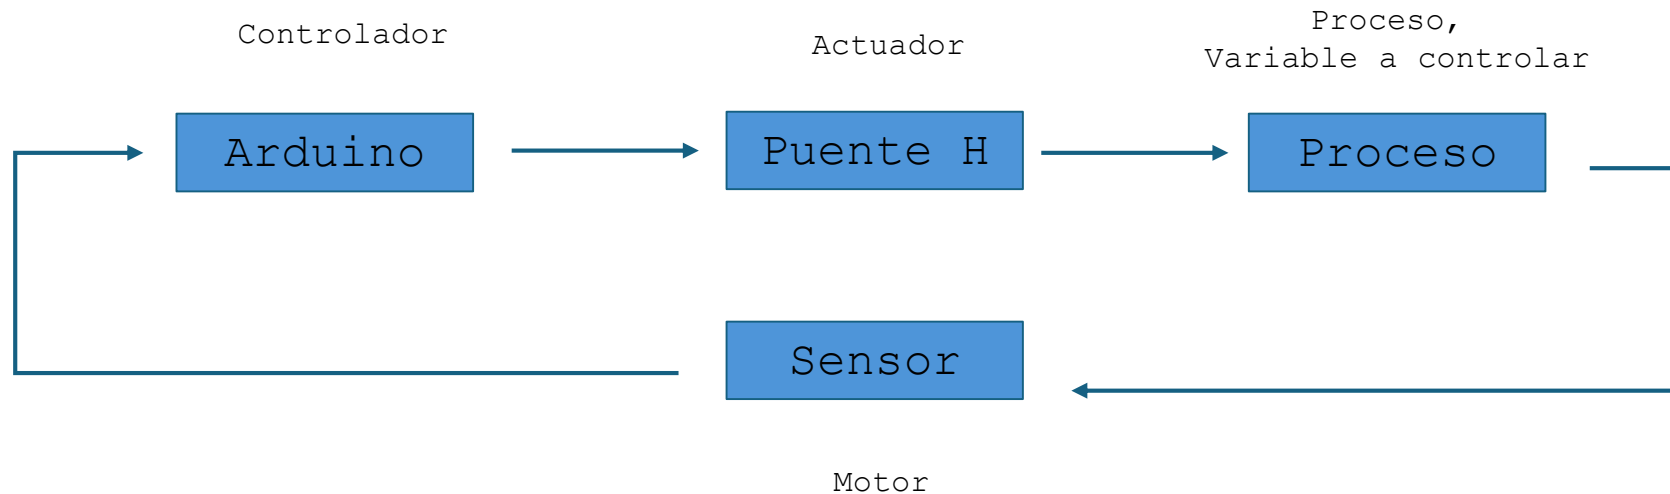 Controlador
Actuador
Proceso,
Variable a controlar
Arduino
Puente H
Proceso
Sensor
Motor